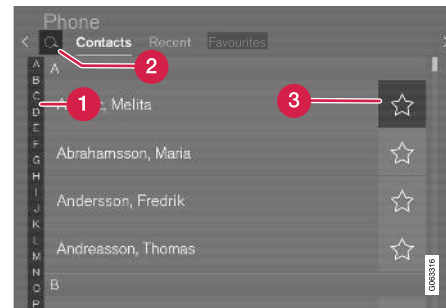 Phone
Contacts Recent Favourites
A
B
C
D
E
F
G
H
I
J
K
L
M
N
O
P
2
A
1
Melita
3
Abrahamsson, Maria
Andersson, Fredrik
Andreasson, Thomas
B
G063316